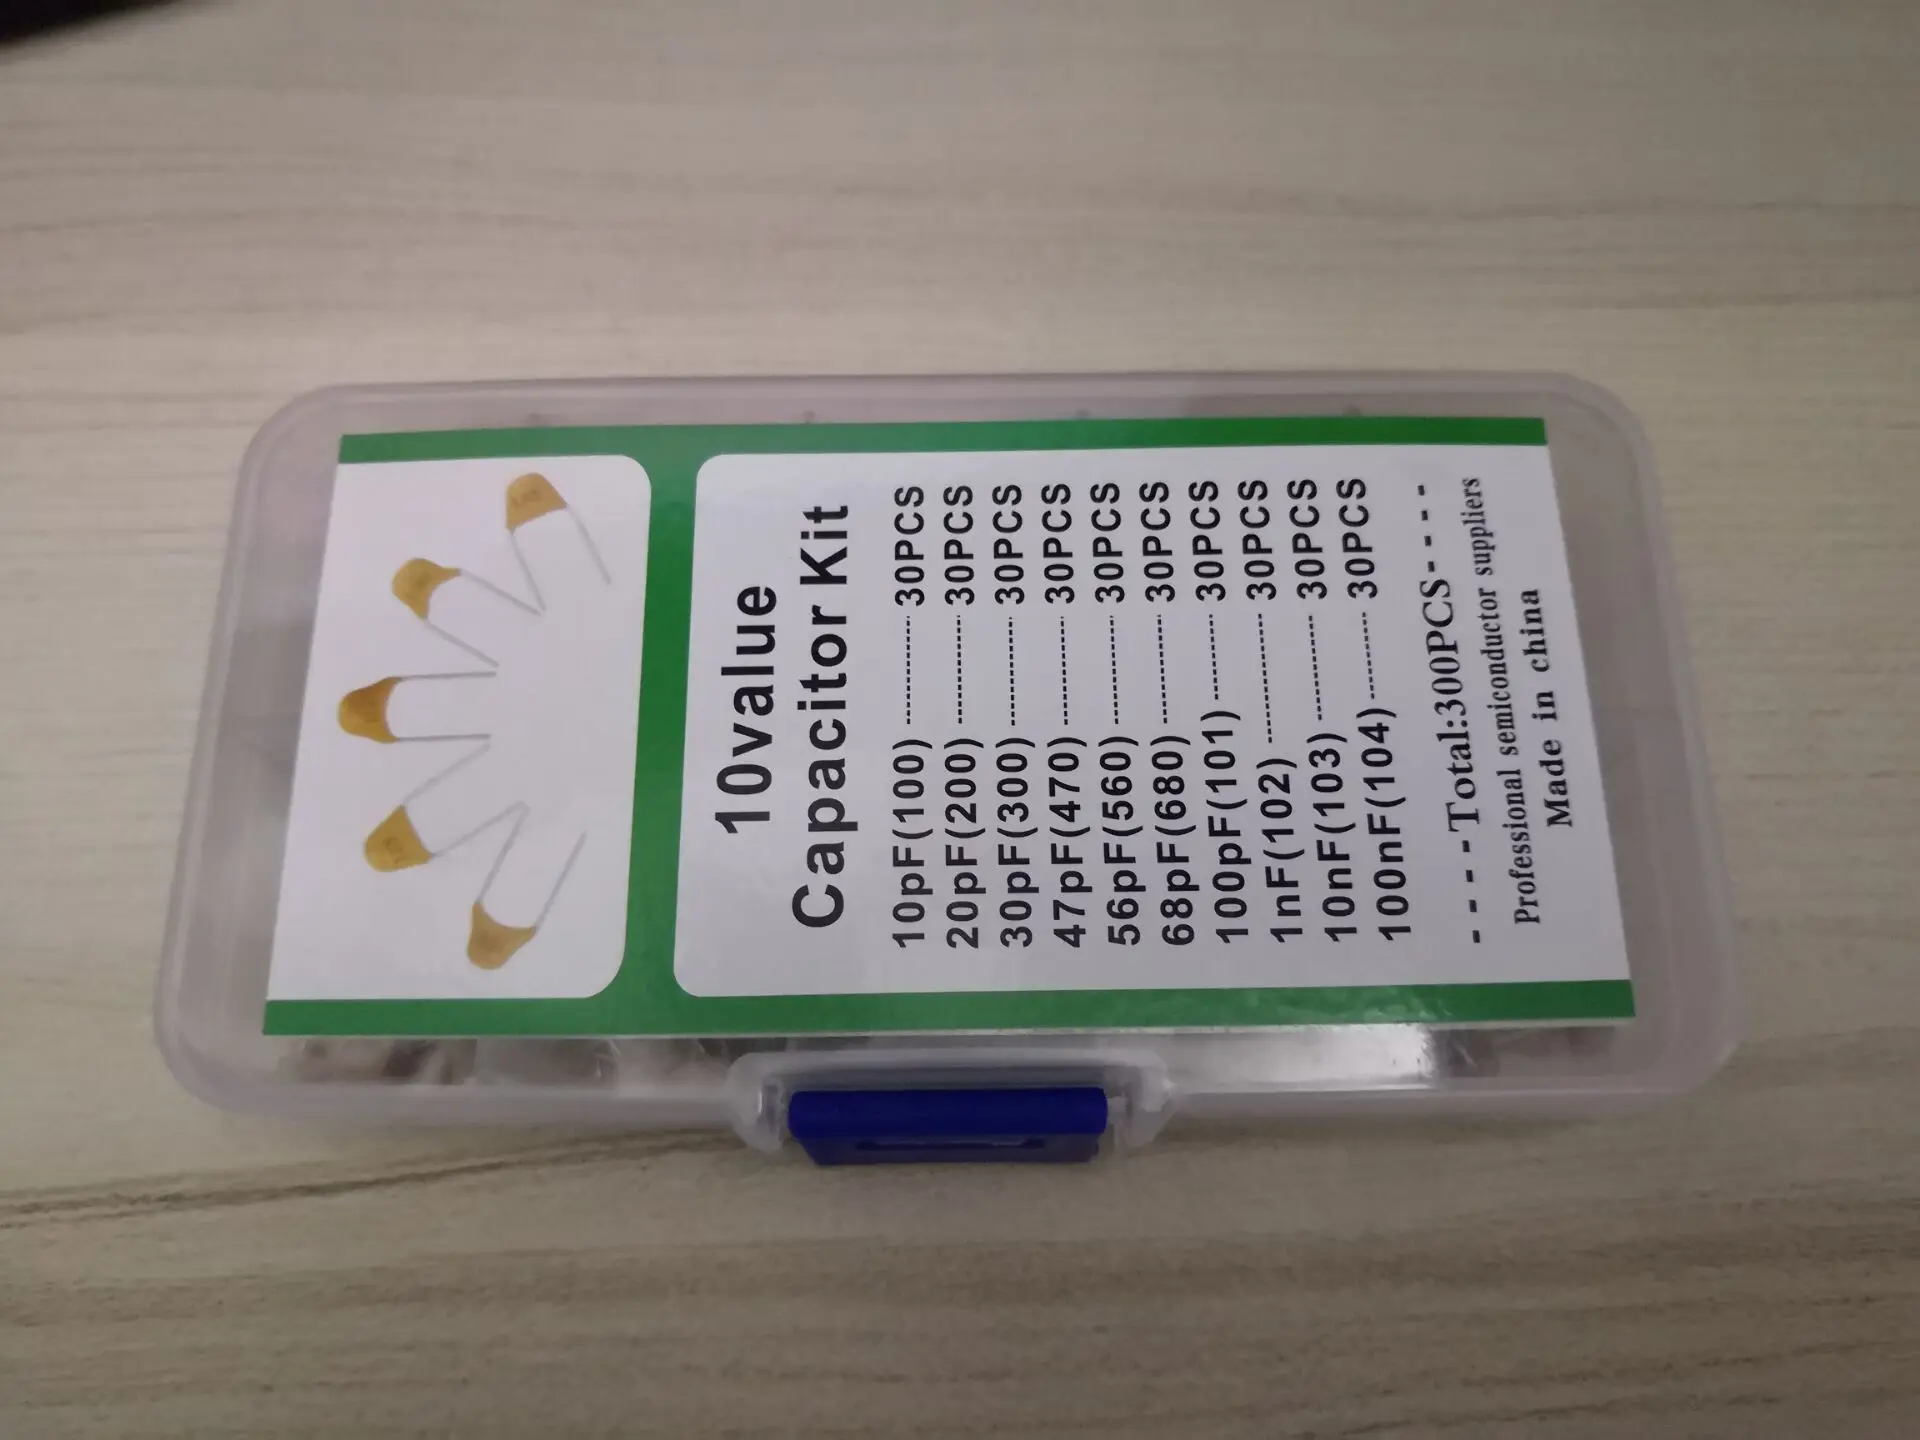 10value
Capacitor Kit
10pF(100) ------------ 30PCS
20pF(200) ------------ 30PCS
30pF(300) ------------ 30PCS
47pF(470) ------------ 30PCS
56pF(560) ------------ 30PCS
68pF(680) ------------ 30PCS
100pF(101) ---------- 30PCS
1nF(102) -------------- 30PCS
10nF(103) ------------ 30PCS
100nF(104) ---------- 30PCS
- - - -Total:300PCS- - - -
Professional semiconductor suppliers
Made in china